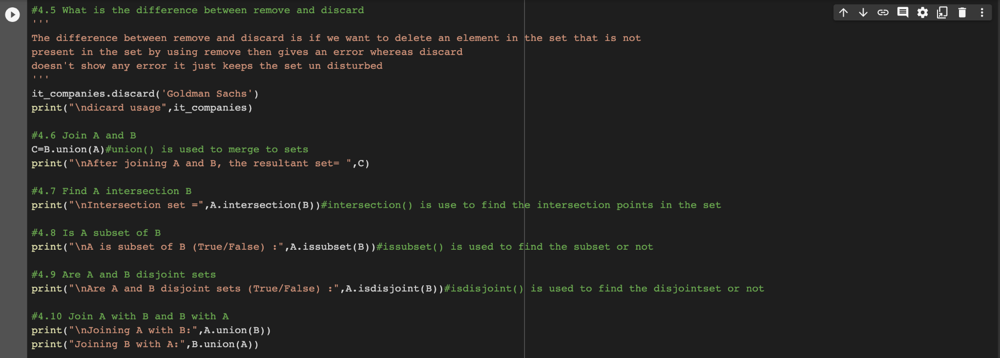 #4.5 What is the difference between remove and discard
'''
The difference between remove and discard is if we want to delete an element in the set that is not
present in the set by using remove then gives an error whereas discard
doesn't show any error it just keeps the set un disturbed
'''
it_companies.discard('Goldman Sachs')
print("\ndicard usage",it_companies)
#4.6 Join A and B
C=B.union(A)#union() is used to merge to sets
print("\nAfter joining A and B, the resultant set= ",C)
#4.7 Find A intersection B
print("\nIntersection set =",A.intersection(B))#intersection() is use to find the intersection points in the set
#4.8 Is A subset of B
print("\nA is subset of B (True/False) :",A.issubset(B))#issubset() is used to find the subset or not
#4.9 Are A and B disjoint sets
print("\nAre A and B disjoint sets (True/False) :",A.isdisjoint(B))#isdisjoint() is used to find the disjointset or not
#4.10 Join A with B and B with A
print("\nJoining A with B:",A.union(B))
print("Joining B with A:",B.union(A))